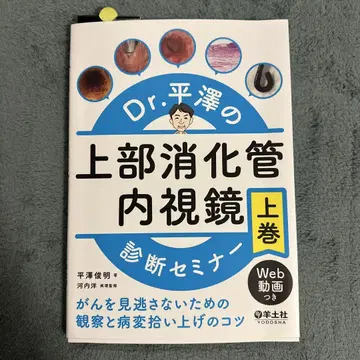 Dr.平澤の
上部消化管
内視鏡
上巻
診断セミナー
平澤俊明 著
河内洋 病理監修
Web
動画
つき
がんを見逃さないための
観察と病変拾い上げのコツ
羊土社
YODOSHA